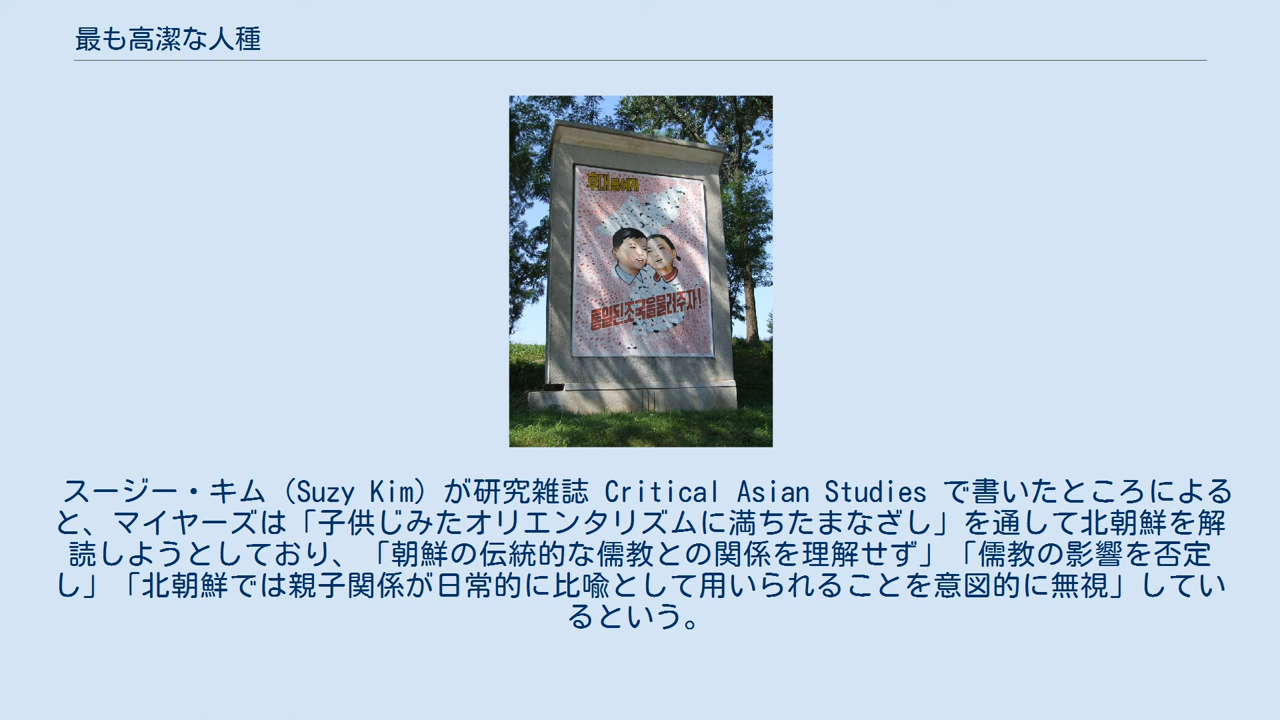 最も高潔な人種
후대들에게
통일된조국을물려주자!
スージー・キム（Suzy Kim）が研究雑誌 Critical Asian Studies で書いたところによる
と、マイヤーズは「子供じみたオリエンタリズムに満ちたまなざし」を通して北朝鮮を解
読しようとしており、「朝鮮の伝統的な儒教との関係を理解せず」「儒教の影響を否定
し」「北朝鮮では親子関係が日常的に比喩として用いられることを意図的に無視」してい
るという。